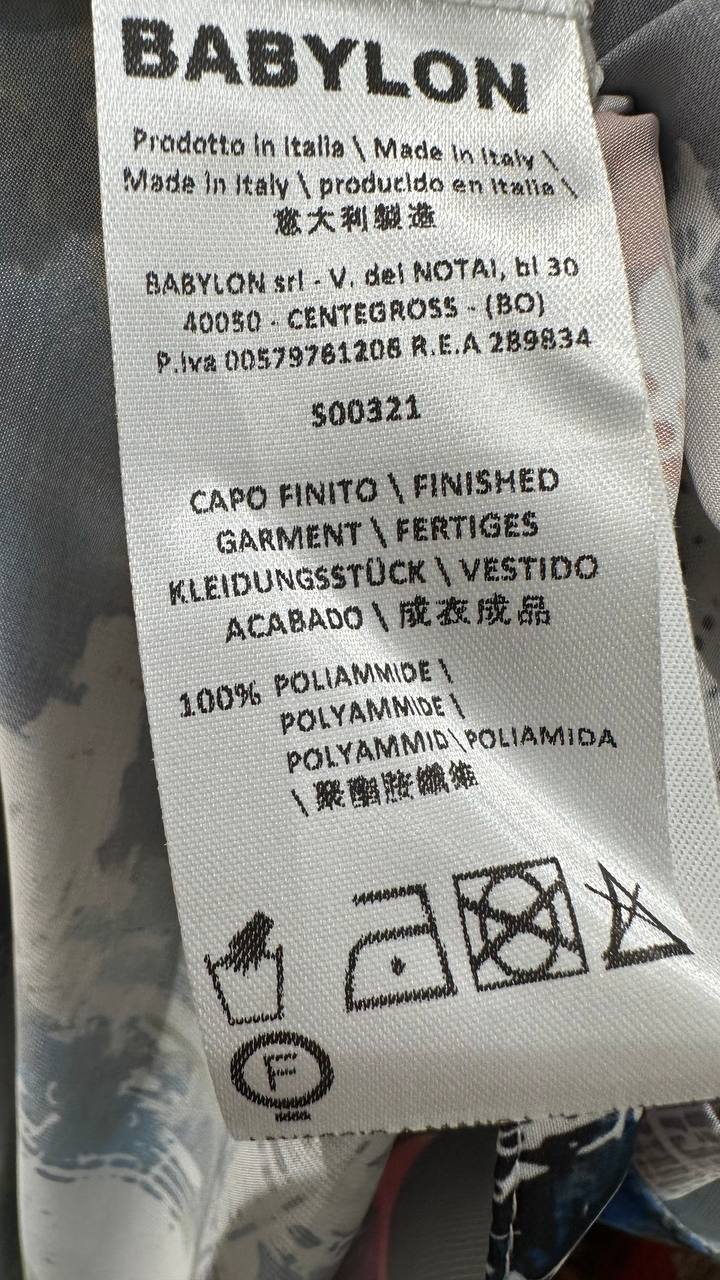 BABYLON
Prodotto in Italia \ Made in Italy \
Made in Italy \ producido en Italia \
意大利製造
BABYLON srl - V. dei NOTAI, bl 30
40050 - CENTEGROSS - (BO)
P.Iva 00579761206 R.E.A 289834
S00321
CAPO FINITO \ FINISHED
GARMENT \ FERTIGES
KLEIDUNGSSTÜCK \ VESTIDO
ACABADO \ 成衣成品
100% POLIAMMIDE \
POLYAMMIDE \
POLYAMMID\POLIAMIDA
\ 聚酰胺纖維
F